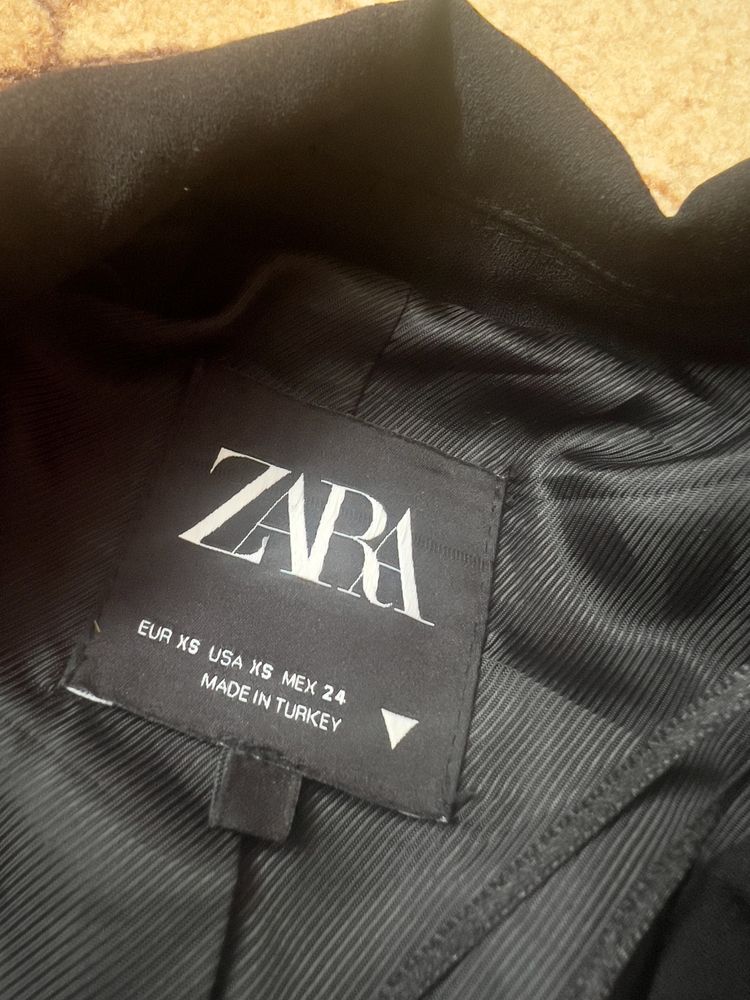 ZARA
EUR XS USA XS MEX 24
MADE IN TURKEY